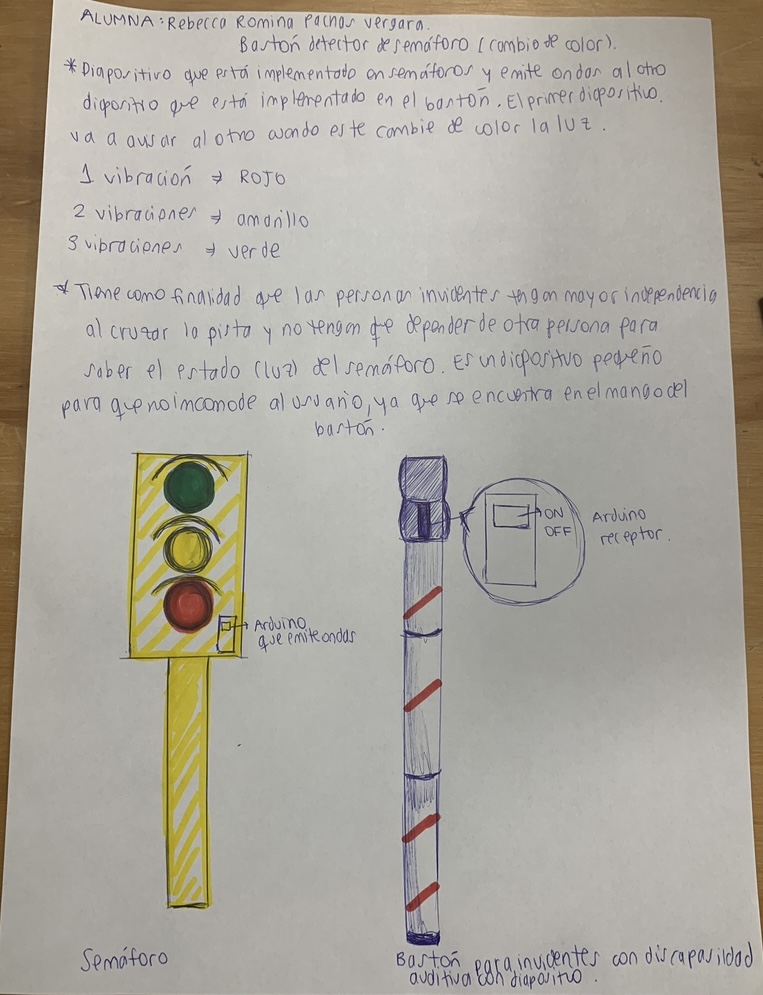 ALUMNA: Rebecca Romina Pachas Vergara.
Bastón detector de semáforo (cambio de color).
* Diapositivo que está implementado en semáforos y emite ondas al otro
dispositivo que está implementado en el bastón. El primer diapositivo
va a avisar al otro cuando este cambie de color la luz.
1 vibración → ROJO
2 vibraciones → amarillo
3 vibraciones → verde
* Tiene como finalidad que las personas invidentes tengan mayor independencia
al cruzar la pista y no tengan que depender de otra persona para
saber el estado (luz) del semáforo. Es un dispositivo pequeño
para que no incomode al usuario, ya que se encuentra en el mango del
bastón.
ON
OFF
Arduino
receptor.
Arduino
que emite ondas
Semáforo
Bastón para invidentes con discapasidad
auditiva con diapositivo.